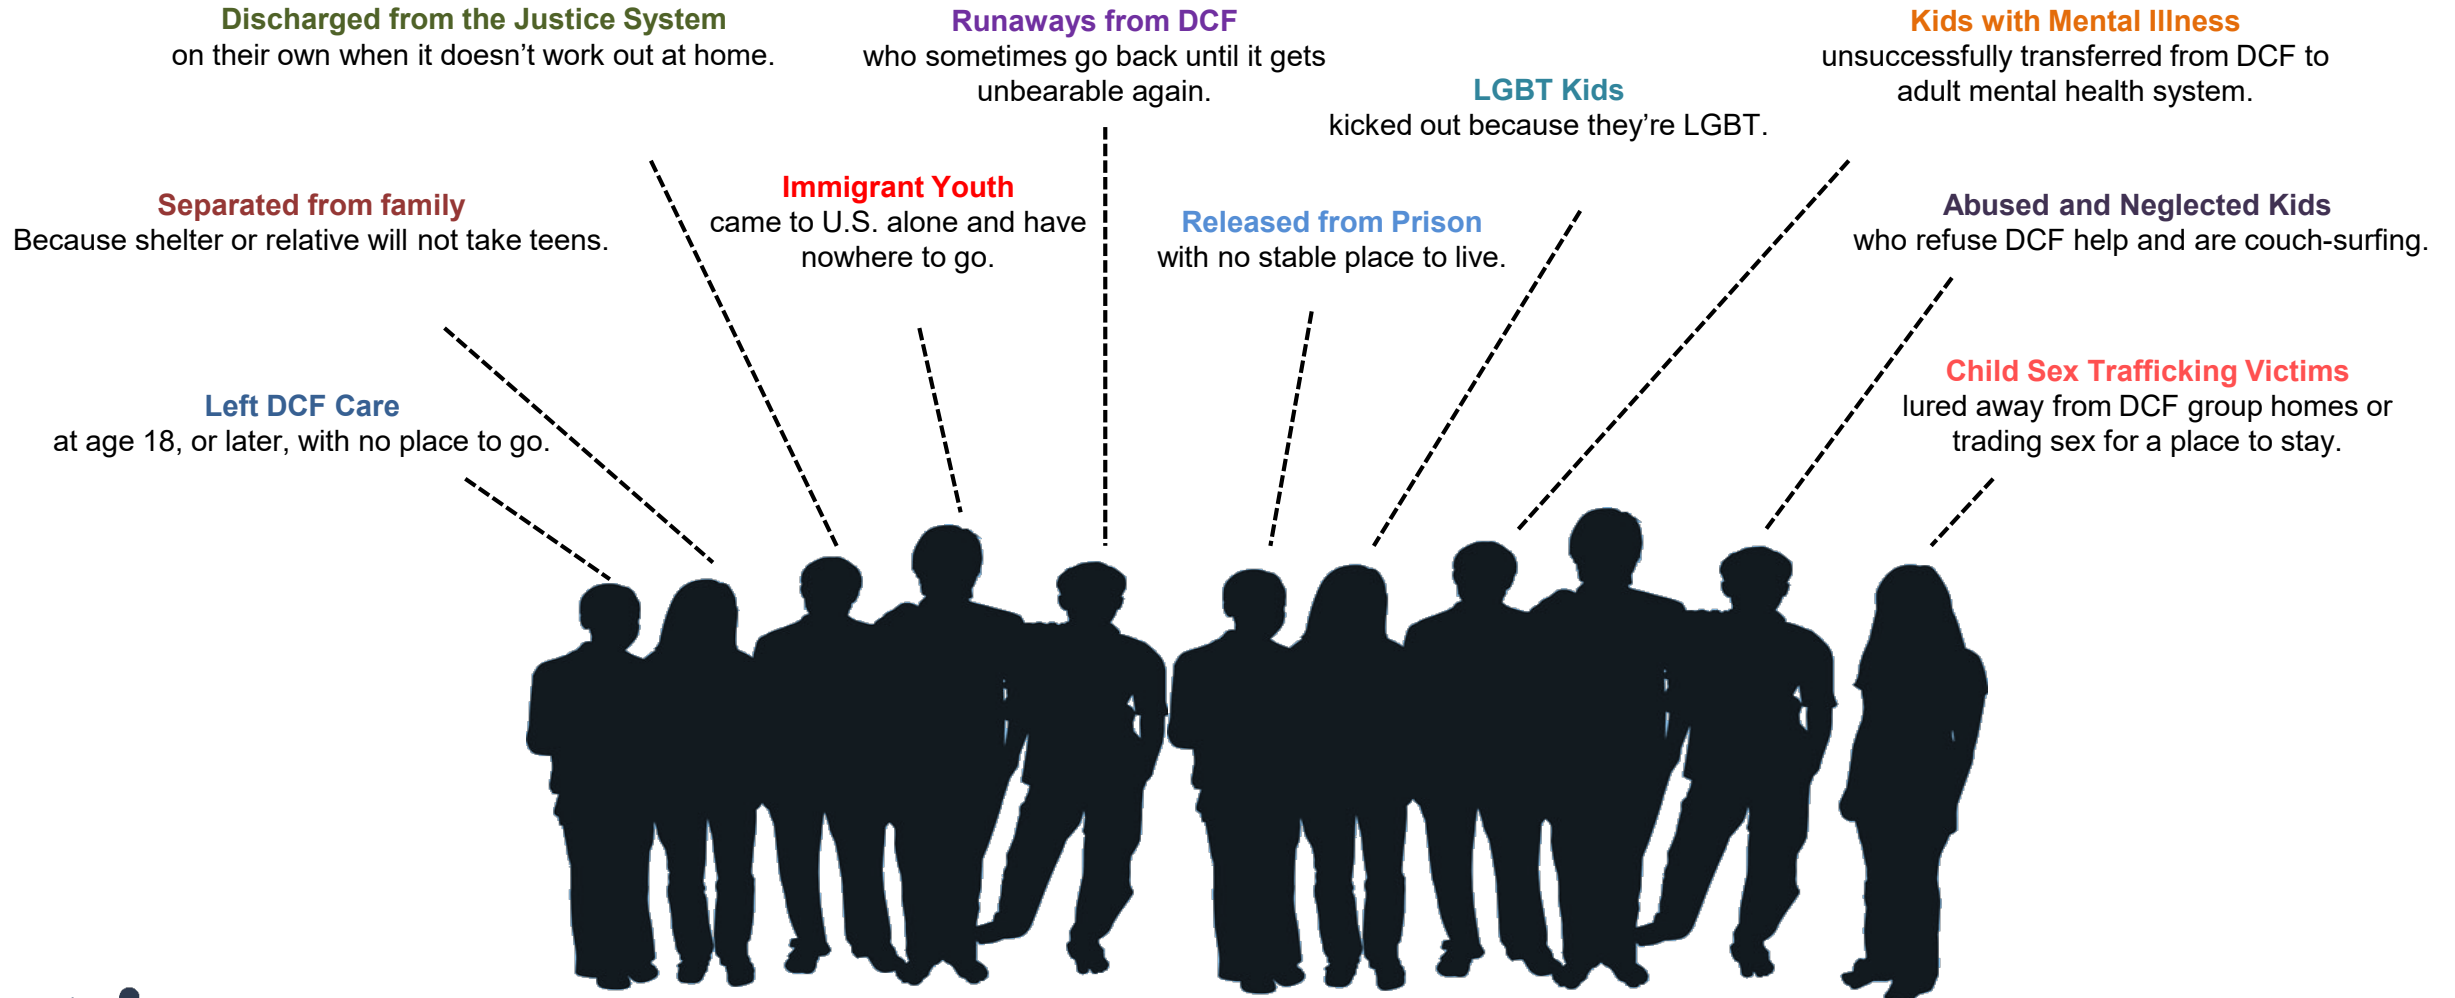 Discharged from the Justice System
on their own when it doesn't work out at home.
Runaways from DCF
who sometimes go back until it gets
unbearable again.
LGBT Kids
kicked out because they're LGBT.
Kids with Mental Illness
unsuccessfully transferred from DCF to
adult mental health system.
Separated from family
Because shelter or relative will not take teens.
Immigrant Youth
came to U.S. alone and have
nowhere to go.
Released from Prison
with no stable place to live.
Abused and Neglected Kids
who refuse DCF help and are couch-surfing.
Left DCF Care
at age 18, or later, with no place to go.
Child Sex Trafficking Victims
lured away from DCF group homes or
trading sex for a place to stay.